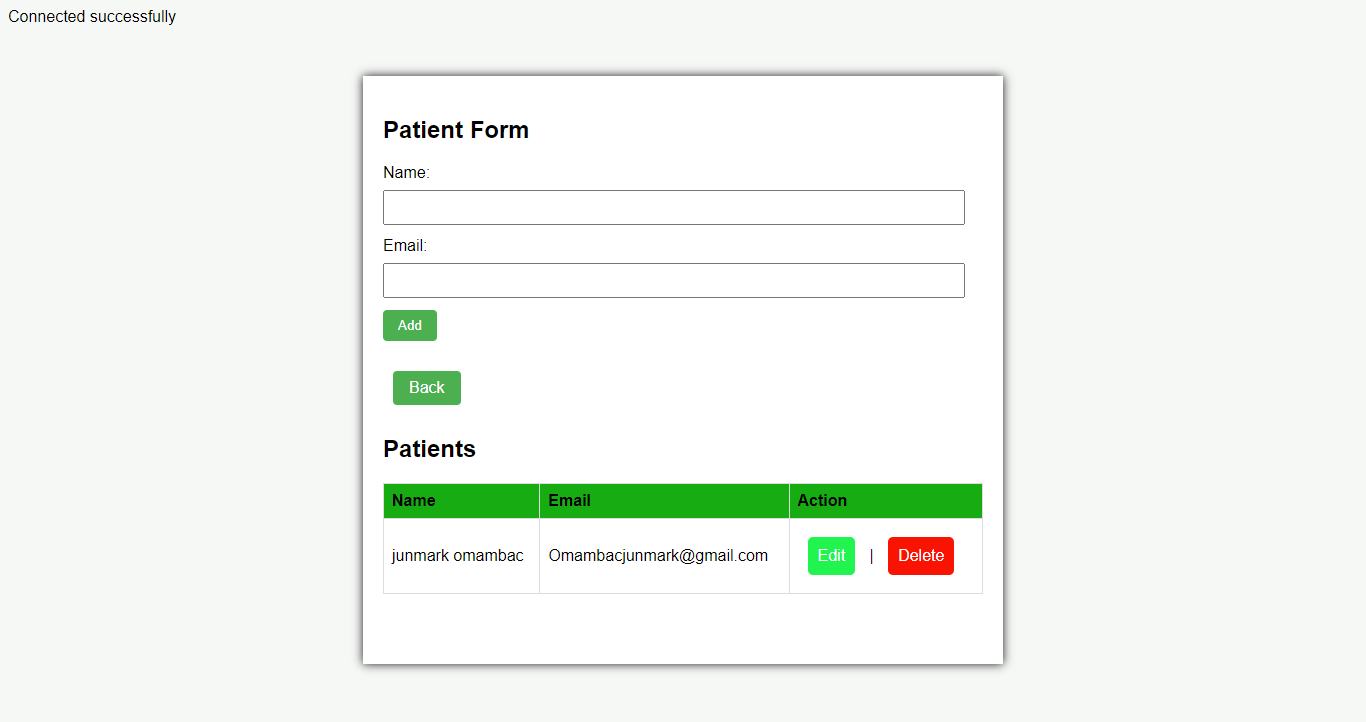 Connected successfully
Patient Form
Name:
Email:
Add
Back
Patients
Name Email Action
junmark omambac Omambacjunmark@gmail.com Edit | Delete